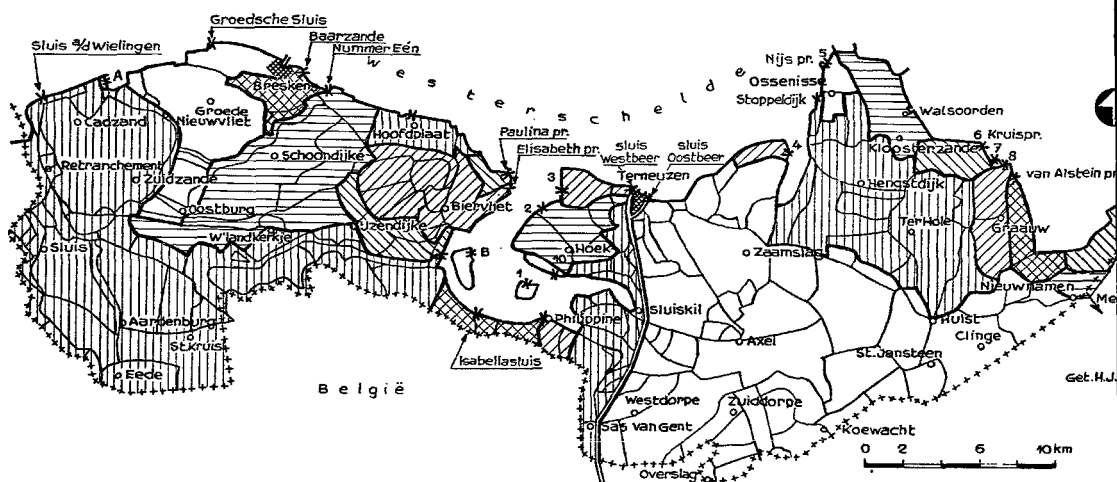 Groedsche Sluis
Sluis a/d Wielingen
Baarzande
Nummer Eén
Westerschelde
Nijs pr.
5
A
Breskens
Ossenisse
Stoppeldijk
Groede
Nieuwvliet
Cadzand
Hoofdplaat
Walsoorden
Paulina pr.
Elisabeth pr.
sluis
Westbeer
sluis
Oostbeer
Terneuzen
4
Kloosterzande
6 Kruispr.
7
8
van Alstein pr
Schoondijke
Retranchement
Zuidzande
3
2
Hengstdijk
Biervliet
Oostburg
IJzendijke
Ter Hole
Graauw
W'landkerkje
Sluis
B
Hoek
10
Zaamslag
1
Nieuwnamen
Me
Aardenburg
St.Kruis
Philippine
Sluiskil
Hulst
Clinge
Axel
Isabellasluis
St.Jansteen
Eede
België
Get.H.J.
Westdorpe
Zuiddorpe
Sas van Gent
Koewacht
Overslag
0 2 6 10 km